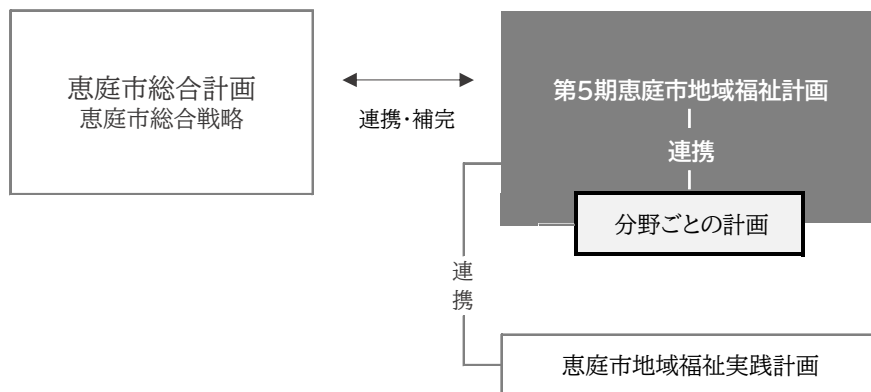 恵庭市総合計画
恵庭市総合戦略
連携・補完
第5期恵庭市地域福祉計画
連携
分野ごとの計画
連携
恵庭市地域福祉実践計画